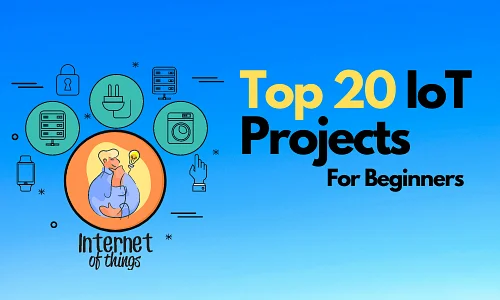 Top 20 IoT
Projects
For Beginners
Internet
of things